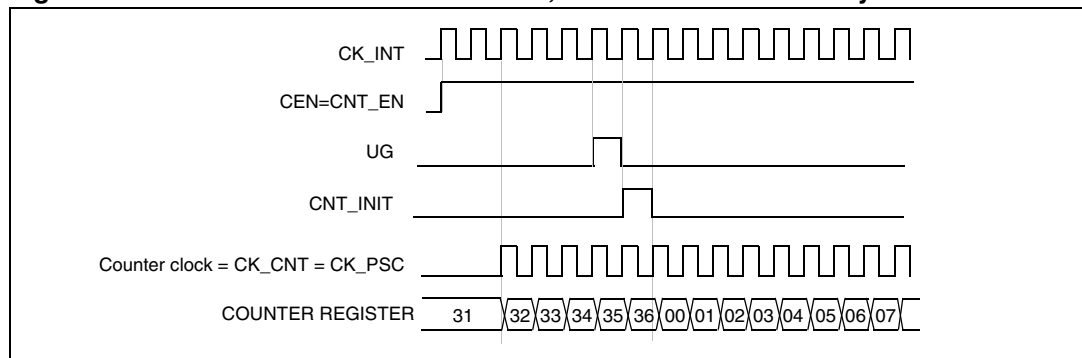 CK_INT
CEN=CNT_EN
UG
CNT_INIT
Counter clock = CK_CNT = CK_PSC
COUNTER REGISTER 31 32 33 34 35 36 00 01 02 03 04 05 06 07